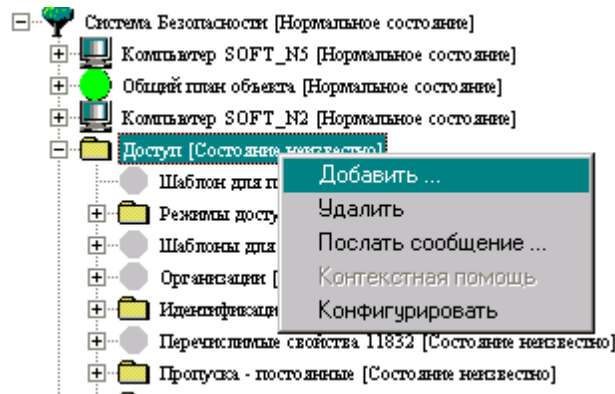 Система Безопасности [Нормальное состояние]
Компьютер SOFT_N5 [Нормальное состояние]
Общий план объекта [Нормальное состояние]
Компьютер SOFT_N2 [Нормальное состояние]
Доступ [Состояние неизвестно]
Шаблон для п
Добавить ...
Режимы досту
Удалить
Шаблоны для
Послать сообщение ...
Организации [
Контекстная помощь
Идентификаци
Конфигурировать
Перечислимые свойства 11832 [Состояние неизвестно]
Пропуска - постоянные [Состояние неизвестно]